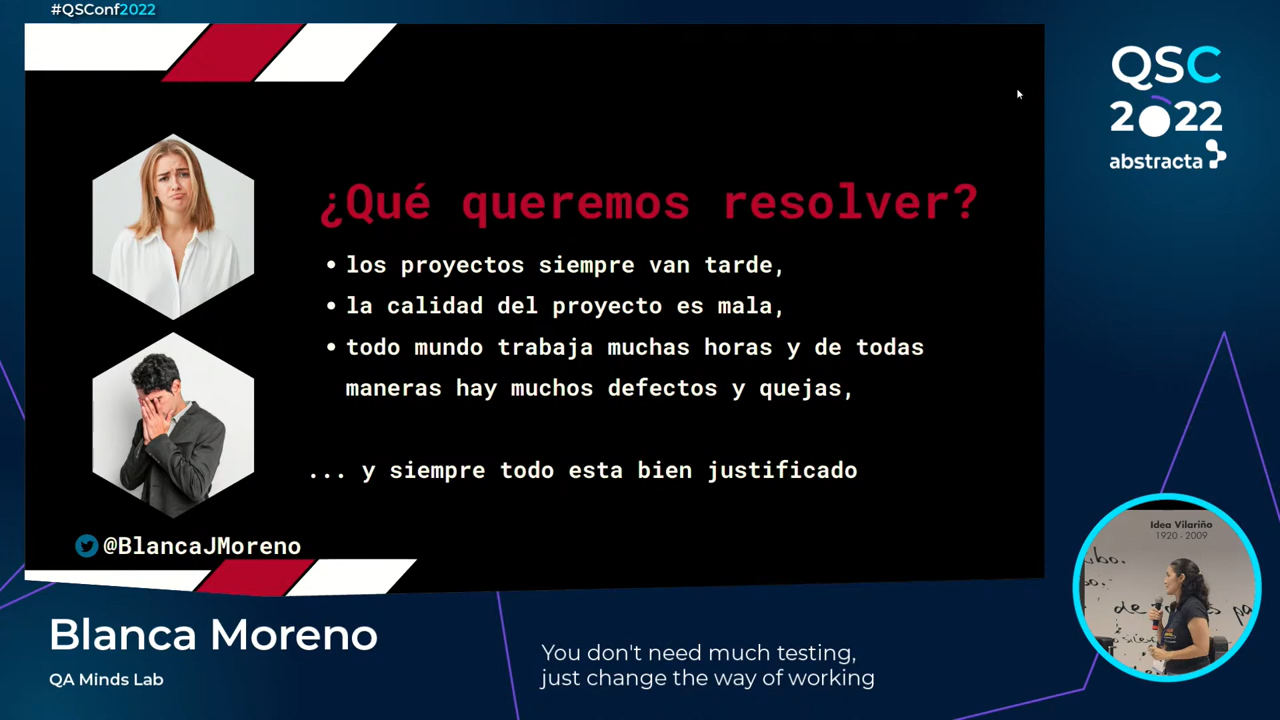 #QSConf2022
QSC
2022
abstracta
¿Qué queremos resolver?
• los proyectos siempre van tarde,
• la calidad del proyecto es mala,
• todo mundo trabaja muchas horas y de todas
maneras hay muchos defectos y quejas,
... y siempre todo esta bien justificado
@BlancaJMoreno
Idea Vilariño
1920 - 2009
Blanca Moreno
QA Minds Lab
You don't need much testing,
just change the way of working